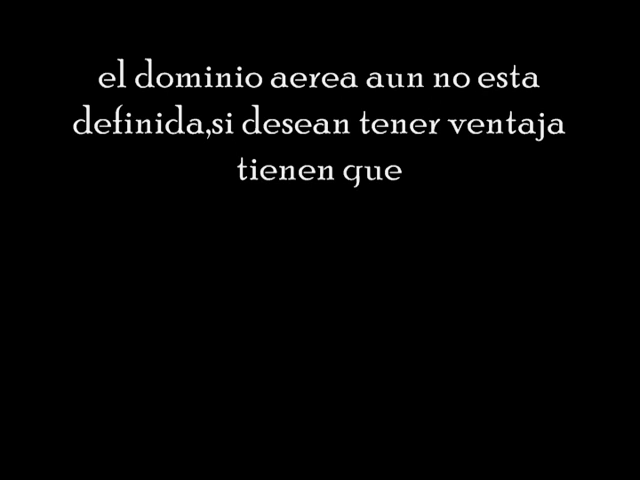 el dominio aerea aun no esta
definida,si desean tener ventaja
tienen que